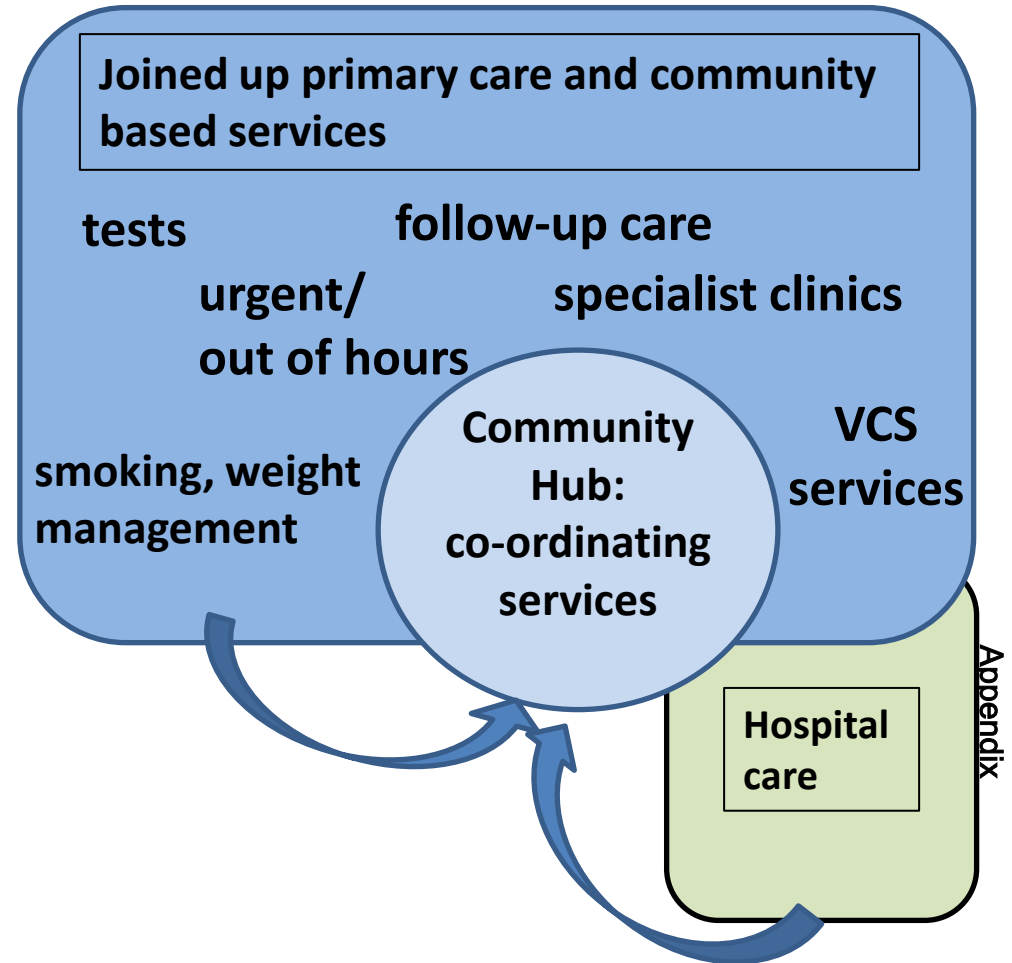 Joined up primary care and community
based services
tests
follow-up care
urgent/
out of hours
specialist clinics
smoking, weight
management
Community
Hub:
co-ordinating
services
VCS
services
Hospital
care
Appendix